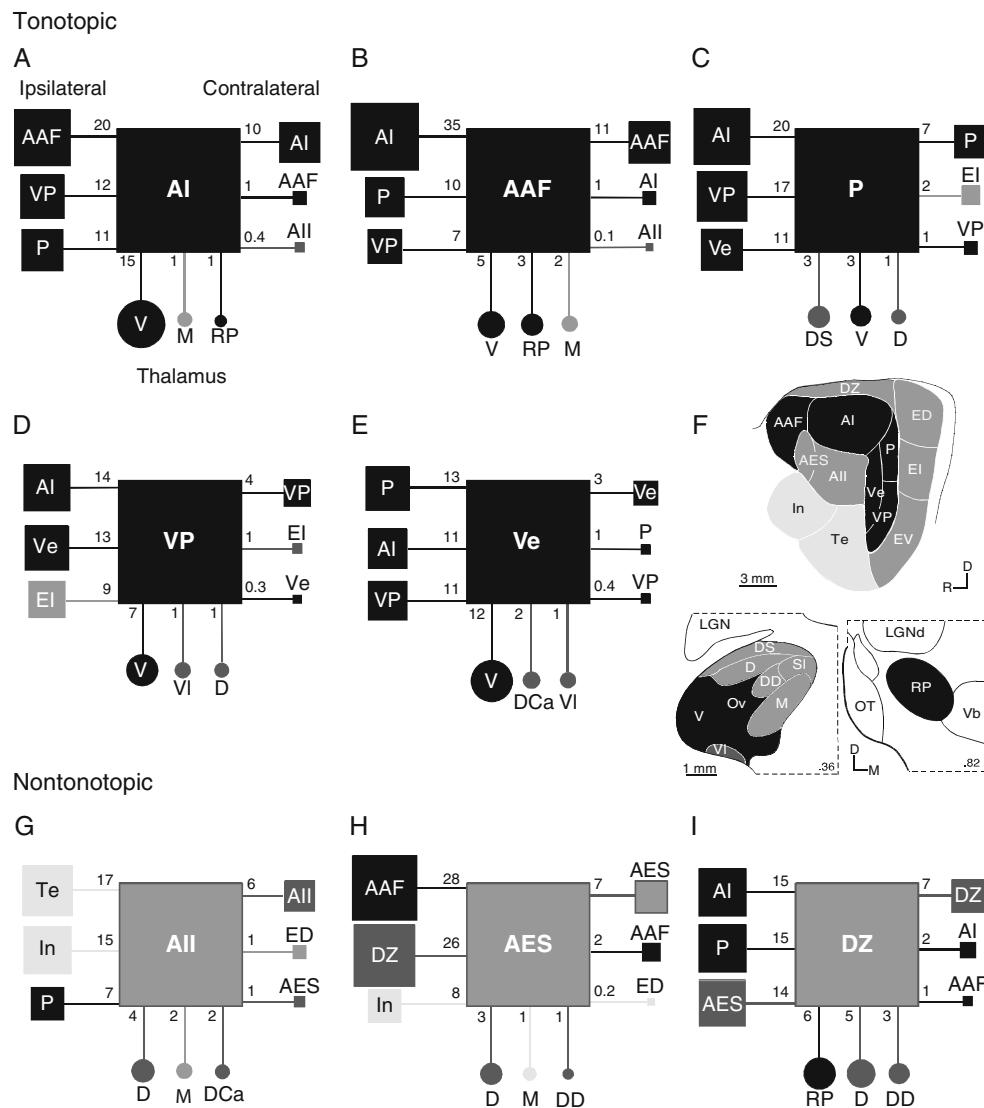 Tonotopic
A
B
C
Ipsilateral
Contralateral
AAF 20 10 AI
VP 12 AI 1 AAF
P 11 0.4 AII
15 1 1
V M RP
Thalamus
AI 35 11 AAF
P 10 AAF 1 AI
VP 7 0.1 AII
5 3 2
V RP M
AI 20 7 P
VP 17 P 2 EI
Ve 11 1 VP
3 3 1
DS V D
D
E
F
AI 14 4 VP
Ve 13 VP 1 EI
EI 9 0.3 Ve
7 1 1
V VI D
P 13 3 Ve
AI 11 Ve 1 P
VP 11 0.4 VP
12 2 1
V DCa VI
DZ
AAF AI ED
P
AES AII EI
In Ve
Te VP EV
3 mm
D
R
LGN
DS
D SI
DD
V Ov M
VI
1 mm
.36
LGNd
RP
OT Vb
D
M
.82
Nontonotopic
G
H
I
Te 17 6 AII
In 15 AII 1 ED
P 7 1 AES
4 2 2
D M DCa
AAF 28 7 AES
DZ 26 AES 2 AAF
In 8 0.2 ED
3 1 1
D M DD
AI 15 7 DZ
P 15 DZ 2 AI
AES 14 1 AAF
6 5 3
RP D DD